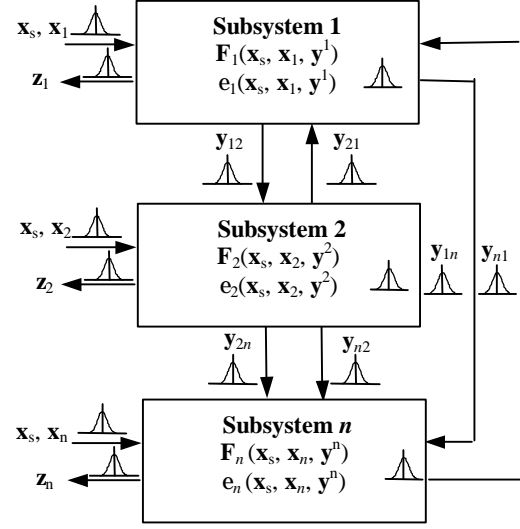 Subsystem 1
x_s, x_1
F_1(x_s, x_1, y^1)
z_1
e_1(x_s, x_1, y^1)
y_12
y_21
Subsystem 2
x_s, x_2
F_2(x_s, x_2, y^2)
z_2
e_2(x_s, x_2, y^2)
y_1n
y_n1
y_2n
y_n2
Subsystem n
x_s, x_n
F_n (x_s, x_n, y^n)
z_n
e_n (x_s, x_n, y^n)